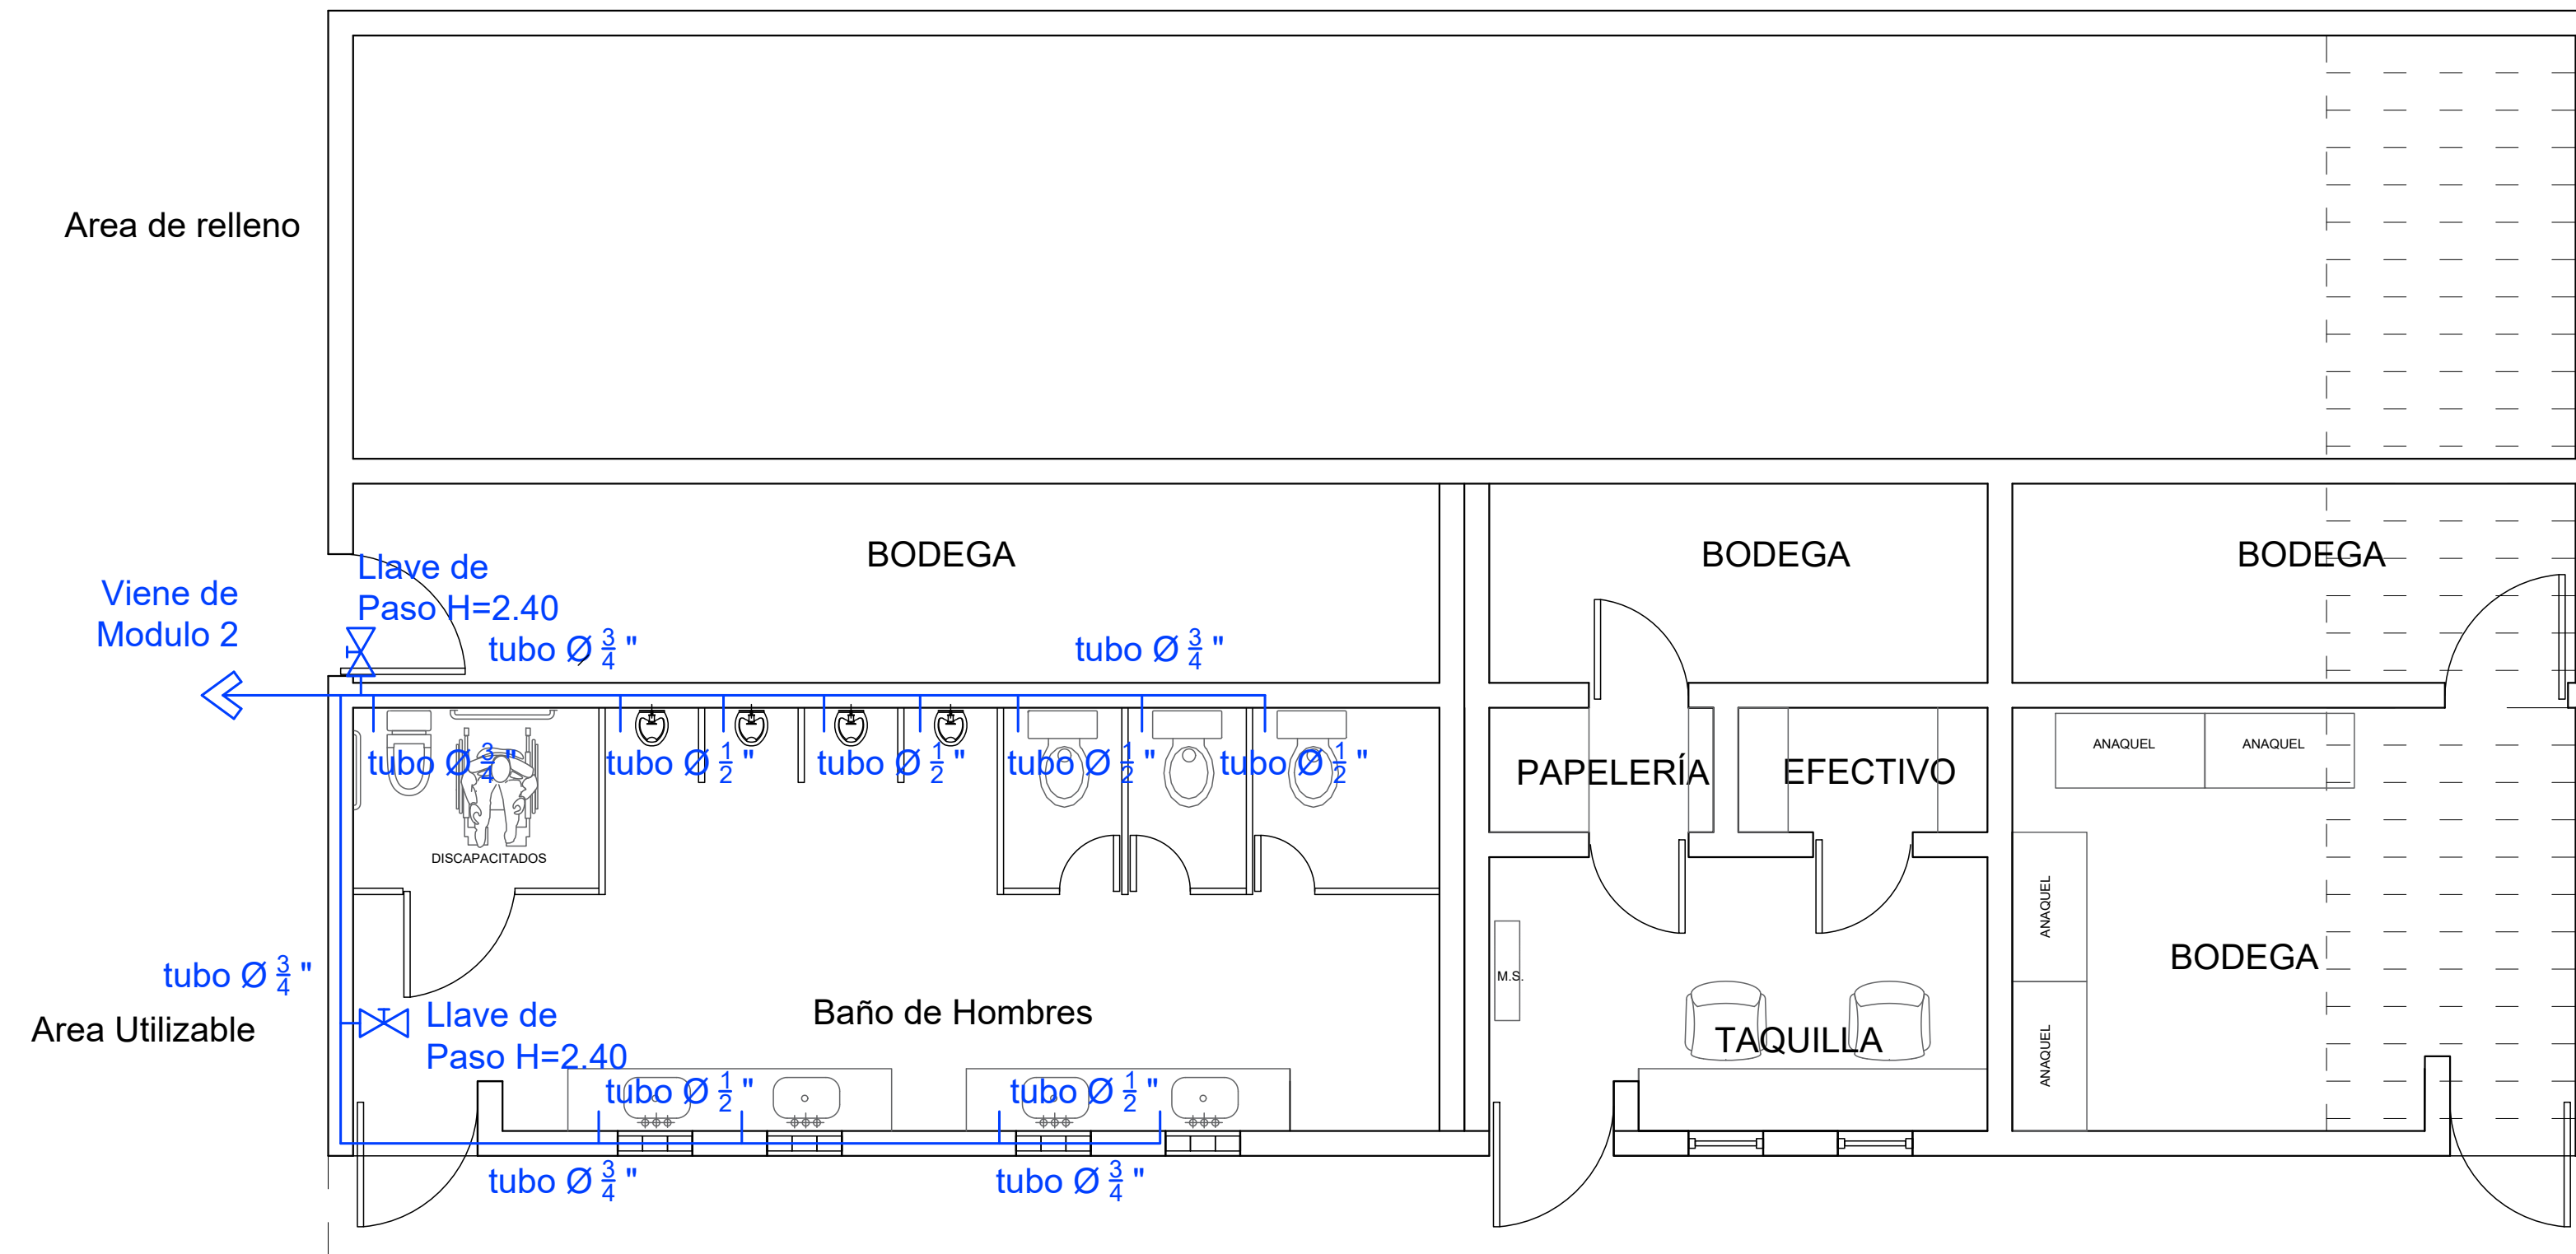 Area de relleno
BODEGA
BODEGA
BODEGA
Llave de
Paso H=2.40
Viene de
Modulo 2
tubo Ø 3/4 "
tubo Ø 3/4 "
tubo Ø 3/4 "
tubo Ø 1/2 "
tubo Ø 1/2 "
tubo Ø 1/2 "
tubo Ø 1/2 "
PAPELERÍA
EFECTIVO
ANAQUEL
ANAQUEL
DISCAPACITADOS
ANAQUEL
BODEGA
tubo Ø 3/4 "
M.S.
Area Utilizable
Llave de
Paso H=2.40
Baño de Hombres
TAQUILLA
ANAQUEL
tubo Ø 1/2 "
tubo Ø 1/2 "
tubo Ø 3/4 "
tubo Ø 3/4 "